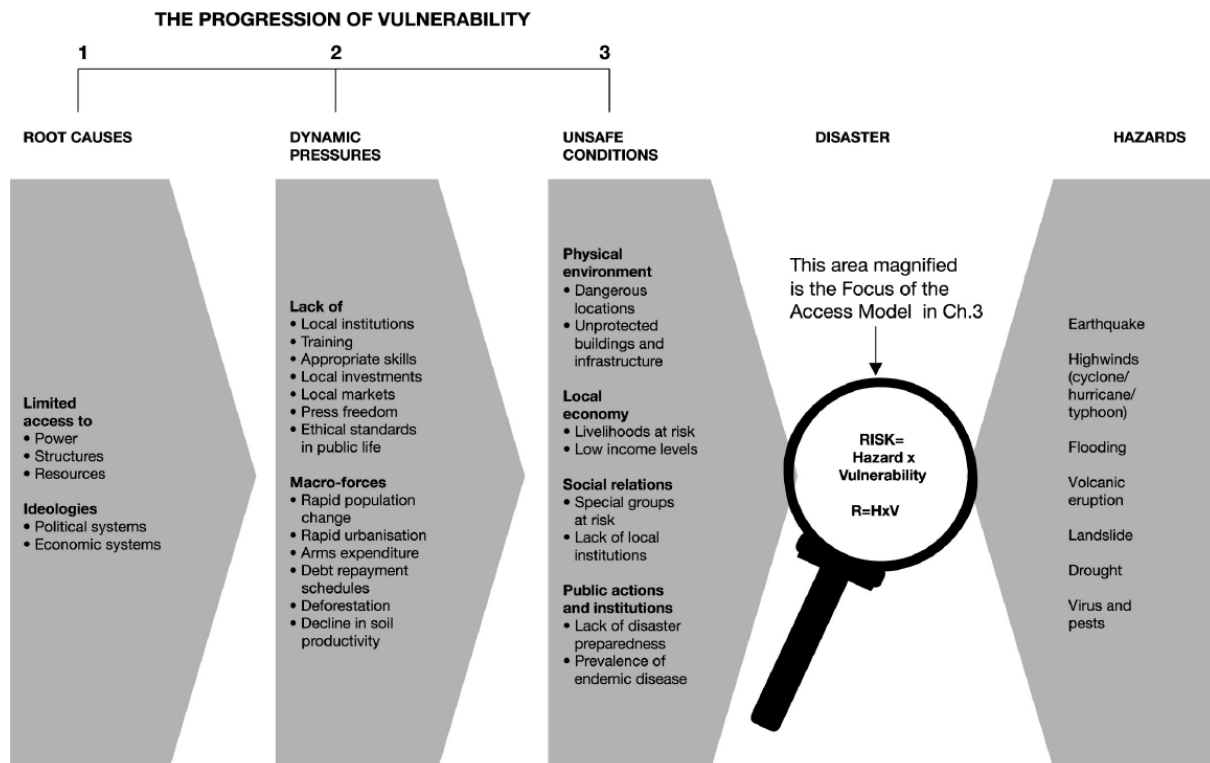 THE PROGRESSION OF VULNERABILITY
1
2
3
ROOT CAUSES
DYNAMIC
PRESSURES
UNSAFE
CONDITIONS
DISASTER
HAZARDS
Limited
access to
• Power
• Structures
• Resources
Ideologies
• Political systems
• Economic systems
Lack of
• Local institutions
• Training
• Appropriate skills
• Local investments
• Local markets
• Press freedom
• Ethical standards
in public life
Macro-forces
• Rapid population
change
• Rapid urbanisation
• Arms expenditure
• Debt repayment
schedules
• Deforestation
• Decline in soil
productivity
Physical
environment
• Dangerous
locations
• Unprotected
buildings and
infrastructure
Local
economy
• Livelihoods at risk
• Low income levels
Social relations
• Special groups
at risk
• Lack of local
institutions
Public actions
and institutions
• Lack of disaster
preparedness
• Prevalence of
endemic disease
This area magnified
is the Focus of the
Access Model in Ch.3
RISK=
Hazard x
Vulnerability
R=HxV
Earthquake
Highwinds
(cyclone/
hurricane/
typhoon)
Flooding
Volcanic
eruption
Landslide
Drought
Virus and
pests